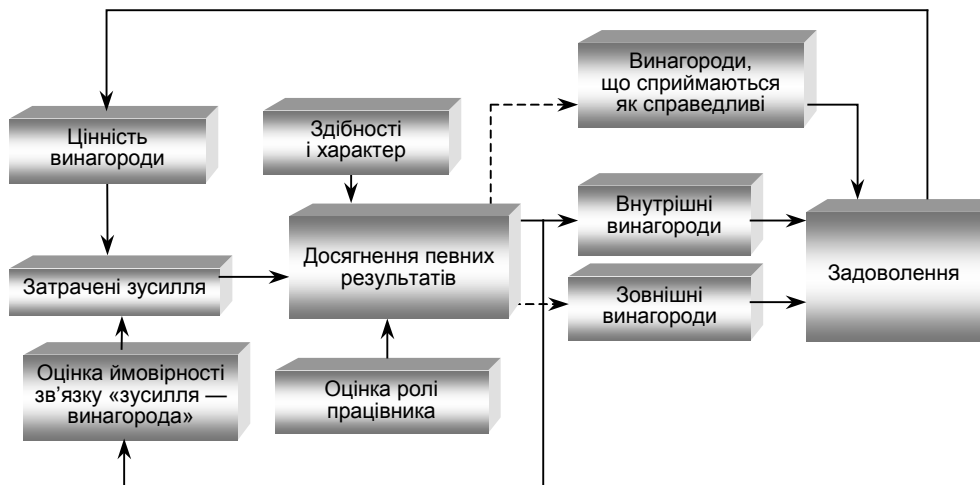 Винагороди,
що сприймаються
як справедливі
Цінність
винагороди
Здібності
і характер
Внутрішні
винагороди
Досягнення певних
результатів
Задоволення
Затрачені зусилля
Зовнішні
винагороди
Оцінка ймовірності
зв’язку «зусилля —
винагорода»
Оцінка ролі
працівника